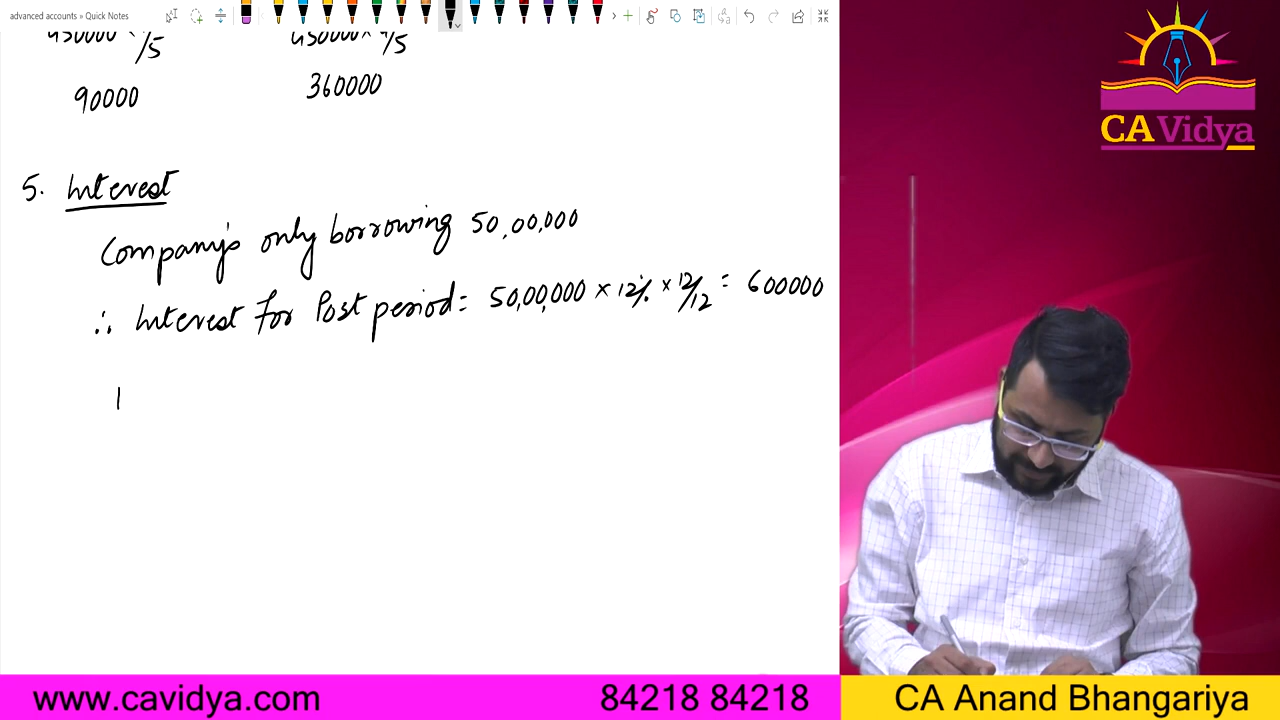 advanced accounts » Quick Notes
450000 × 1/5 450000 × 4/5
90000 360000
5. Interest
Company's only borrowing 50,00,000
∴ Interest for Post period = 50,00,000 × 12% × 12/12 = 600000
CA Vidya
www.cavidya.com 84218 84218 CA Anand Bhangariya